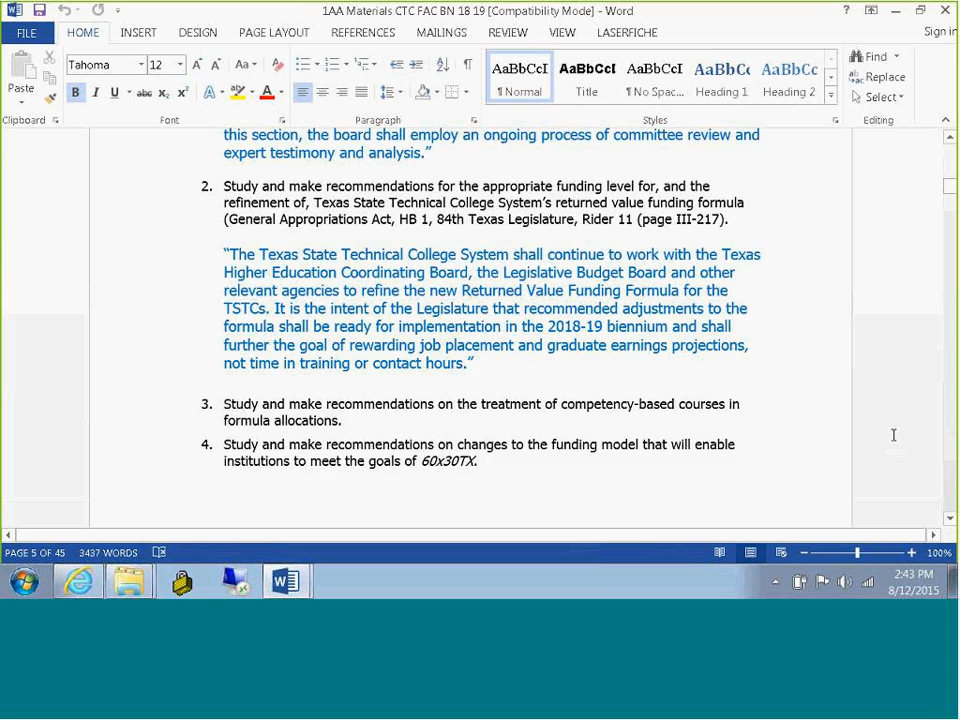 1AA Materials CTC FAC BN 18 19 [Compatibility Mode] - Word
Sign in
FILE HOME INSERT DESIGN PAGE LAYOUT REFERENCES MAILINGS REVIEW VIEW LASERFICHE
Paste
Clipboard
Tahoma 12
Font
Paragraph
AaBbCcI AaBbCcI AaBbCcI AaBbCc AaBbCc
¶ Normal Title ¶ No Spac... Heading 1 Heading 2
Styles
Find
Replace
Select
Editing
this section, the board shall employ an ongoing process of committee review and
expert testimony and analysis.”
2. Study and make recommendations for the appropriate funding level for, and the
refinement of, Texas State Technical College System’s returned value funding formula
(General Appropriations Act, HB 1, 84th Texas Legislature, Rider 11 (page III-217).
“The Texas State Technical College System shall continue to work with the Texas
Higher Education Coordinating Board, the Legislative Budget Board and other
relevant agencies to refine the new Returned Value Funding Formula for the
TSTCs. It is the intent of the Legislature that recommended adjustments to the
formula shall be ready for implementation in the 2018-19 biennium and shall
further the goal of rewarding job placement and graduate earnings projections,
not time in training or contact hours.”
3. Study and make recommendations on the treatment of competency-based courses in
formula allocations.
4. Study and make recommendations on changes to the funding model that will enable
institutions to meet the goals of 60x30TX.
PAGE 5 OF 45 3437 WORDS 100%
2:43 PM
8/12/2015